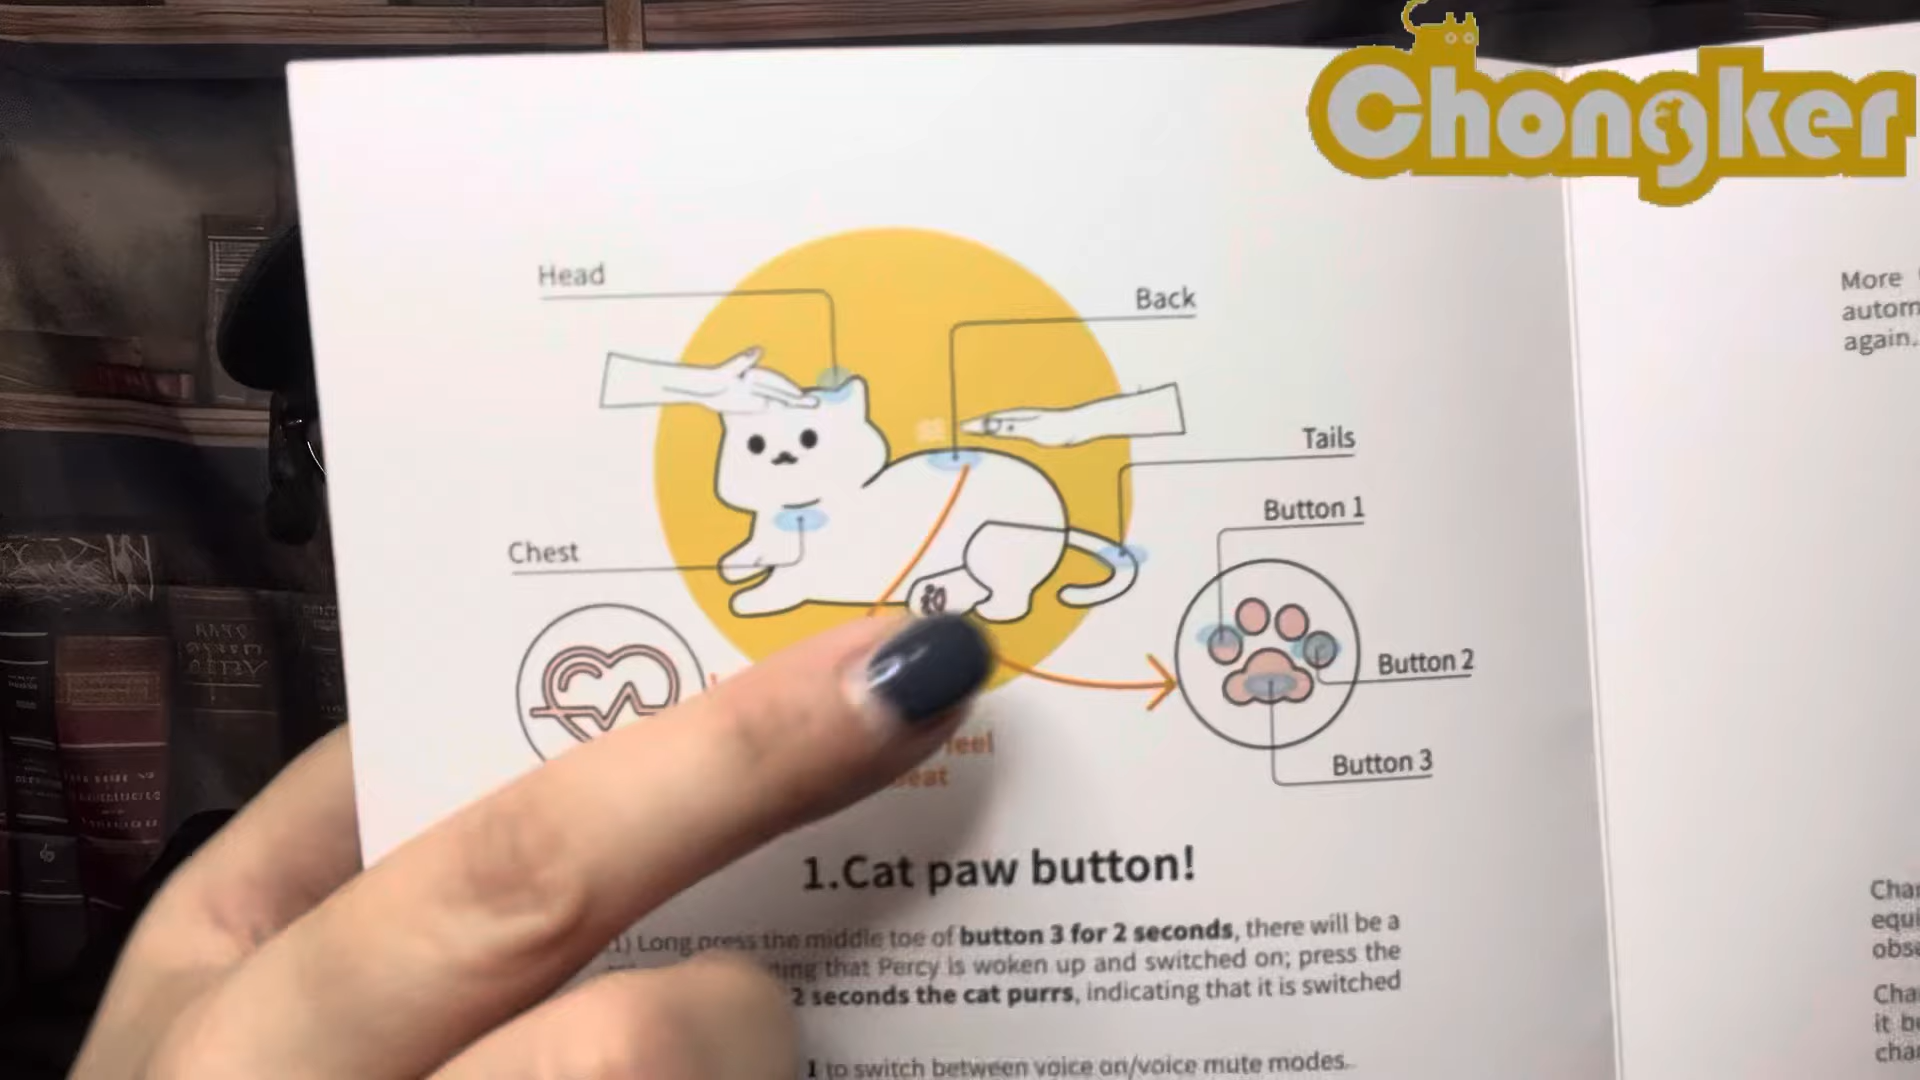 Chongker
Head
Back
Tails
Button 1
Chest
Button 2
feel
Button 3
1.Cat paw button!
1) Long press the middle toe of button 3 for 2 seconds, there will be a
that Percy is woken up and switched on; press the
2 seconds the cat purrs, indicating that it is switched
1 to switch between voice on/voice mute modes.
More
again.